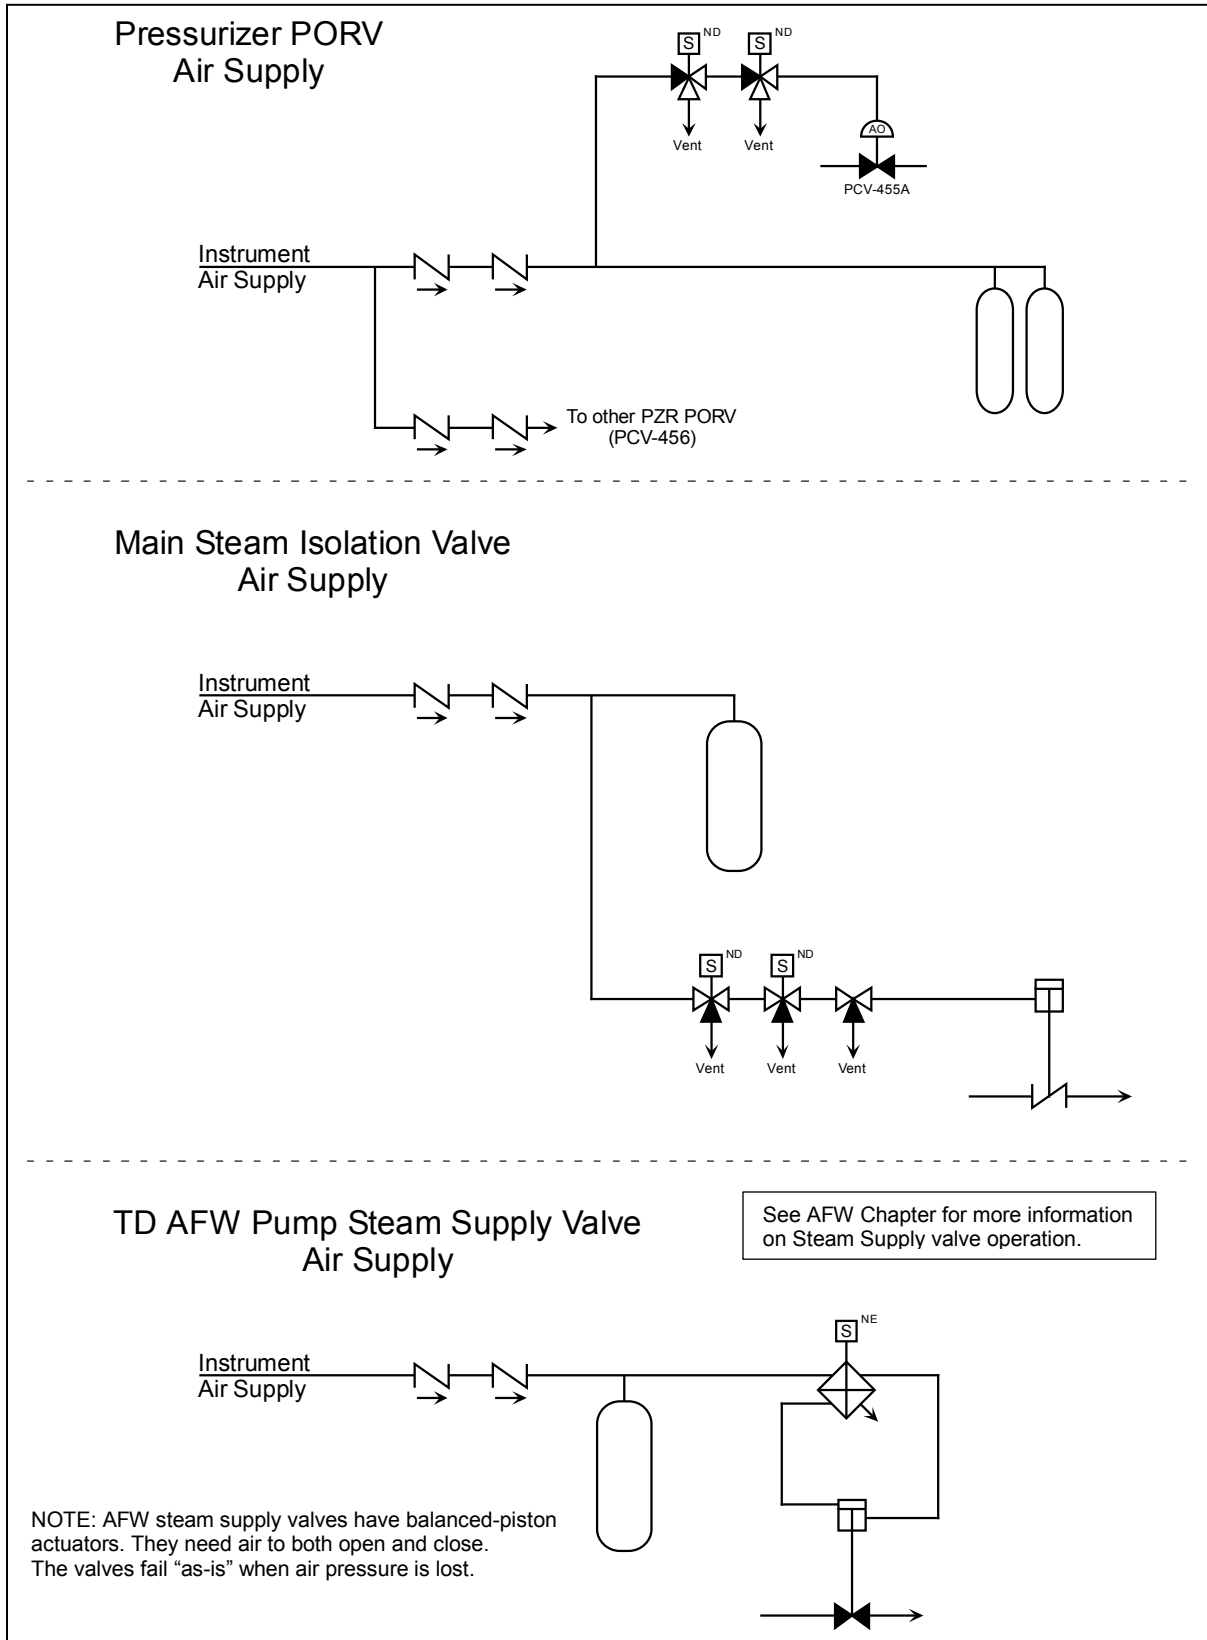 Pressurizer PORV
Air Supply
S ND
S ND
Vent
Vent
AO
PCV-455A
Instrument
Air Supply
To other PZR PORV
(PCV-456)
Main Steam Isolation Valve
Air Supply
Instrument
Air Supply
S ND
S ND
Vent
Vent
Vent
TD AFW Pump Steam Supply Valve
Air Supply
See AFW Chapter for more information
on Steam Supply valve operation.
S NE
Instrument
Air Supply
NOTE: AFW steam supply valves have balanced-piston
actuators. They need air to both open and close.
The valves fail “as-is” when air pressure is lost.